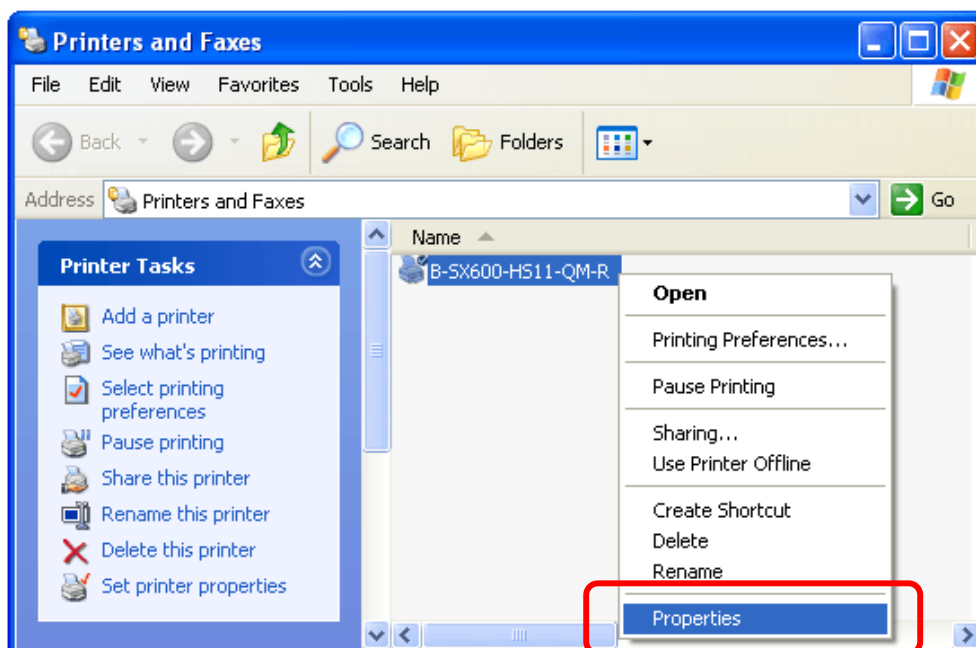 Printers and Faxes
File Edit View Favorites Tools Help
Back Search Folders
Address Printers and Faxes Go
Printer Tasks
Add a printer
See what's printing
Select printing
preferences
Pause printing
Share this printer
Rename this printer
Delete this printer
Set printer properties
Name
B-SX600-HS11-QM-R
Open
Printing Preferences...
Pause Printing
Sharing...
Use Printer Offline
Create Shortcut
Delete
Rename
Properties